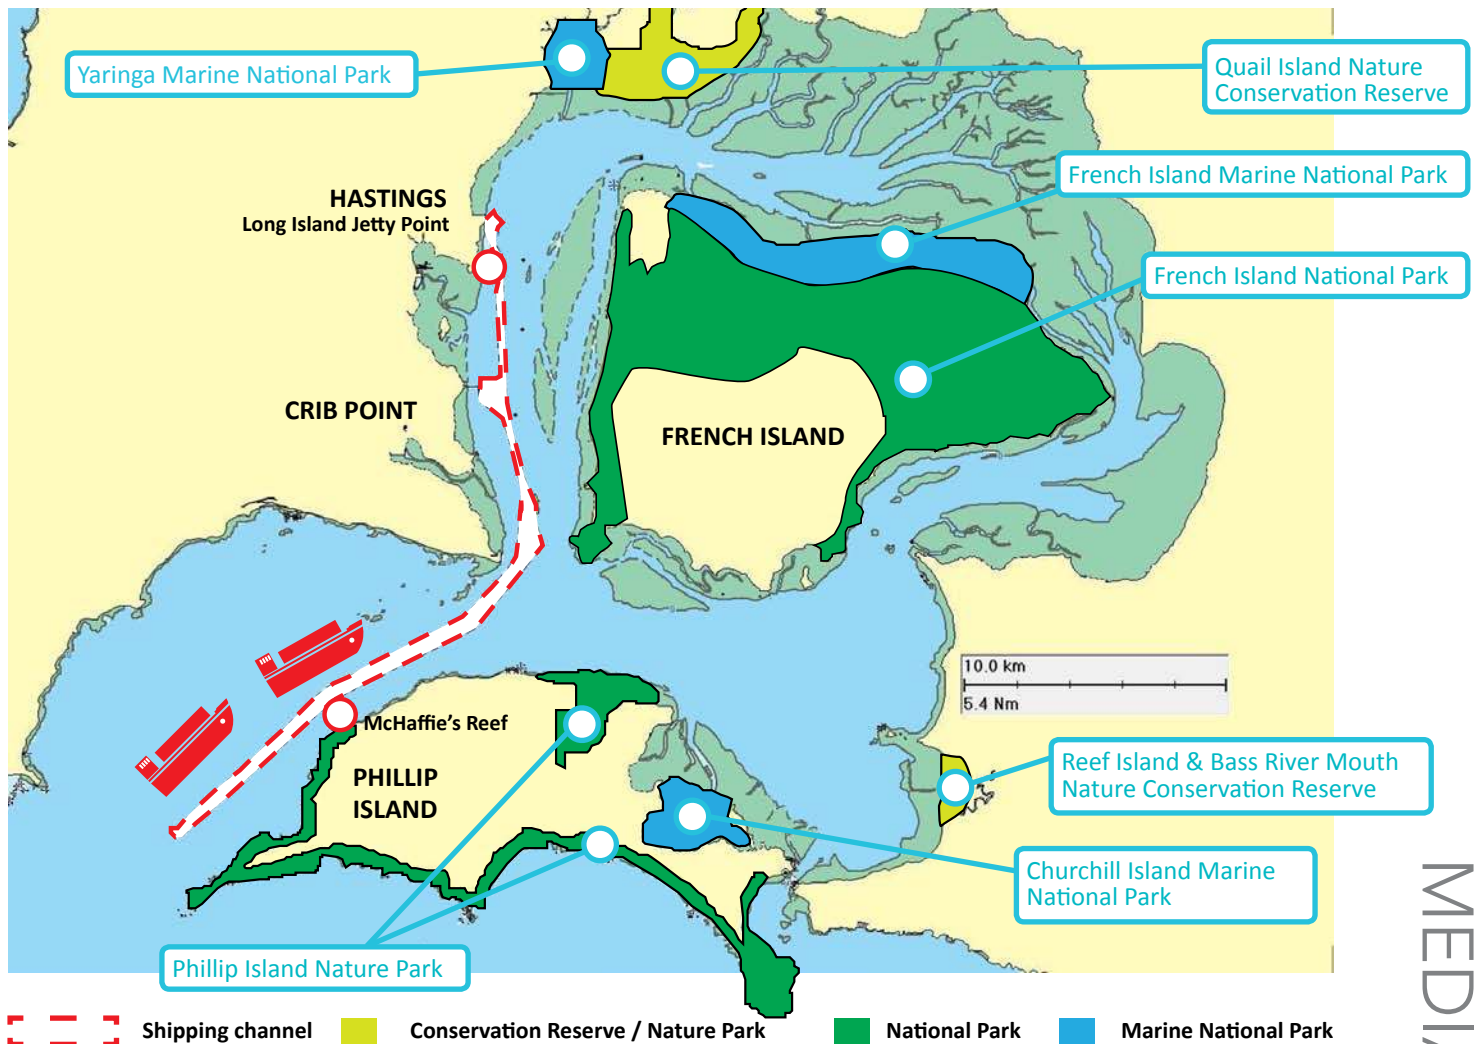 Yaringa Marine National Park
Quail Island Nature
Conservation Reserve
French Island Marine National Park
HASTINGS
Long Island Jetty Point
French Island National Park
CRIB POINT
FRENCH ISLAND
10.0 km
5.4 Nm
McHaffie's Reef
PHILLIP
ISLAND
Reef Island & Bass River Mouth
Nature Conservation Reserve
Churchill Island Marine
National Park
Phillip Island Nature Park
Shipping channel
Conservation Reserve / Nature Park
National Park
Marine National Park
MEDIA